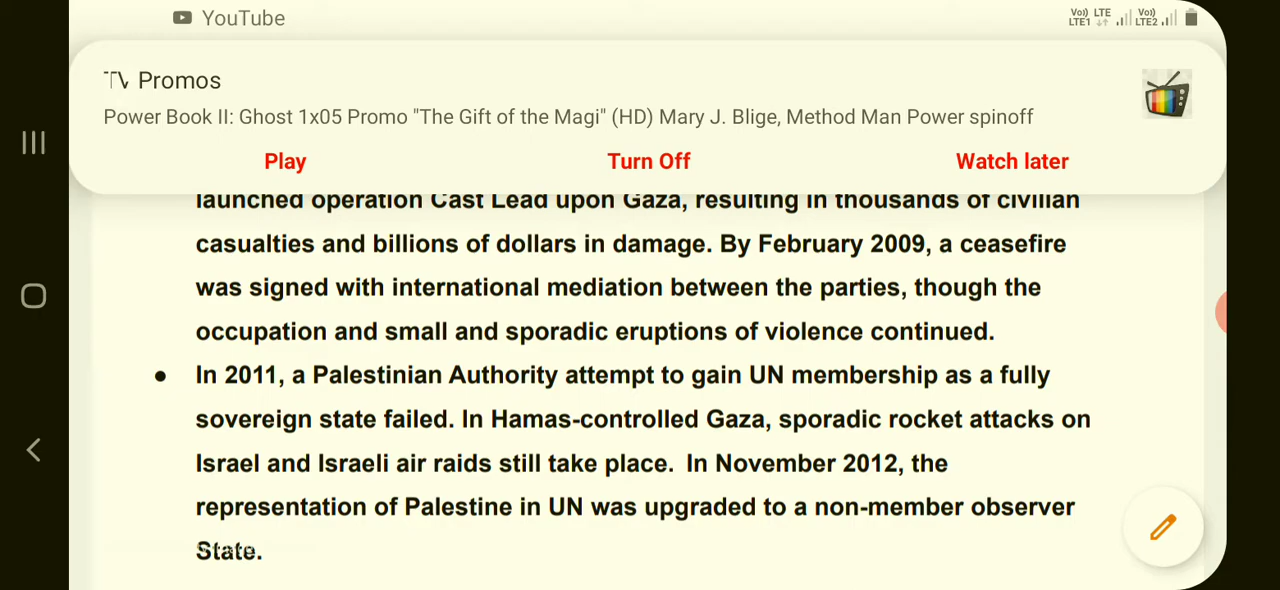 YouTube
Vo)) LTE Vo))
LTE1 LTE2
TV Promos
Power Book II: Ghost 1x05 Promo "The Gift of the Magi" (HD) Mary J. Blige, Method Man Power spinoff
Play Turn Off Watch later
launched operation Cast Lead upon Gaza, resulting in thousands of civilian
casualties and billions of dollars in damage. By February 2009, a ceasefire
was signed with international mediation between the parties, though the
occupation and small and sporadic eruptions of violence continued.
● In 2011, a Palestinian Authority attempt to gain UN membership as a fully
sovereign state failed. In Hamas-controlled Gaza, sporadic rocket attacks on
Israel and Israeli air raids still take place. In November 2012, the
representation of Palestine in UN was upgraded to a non-member observer
State.